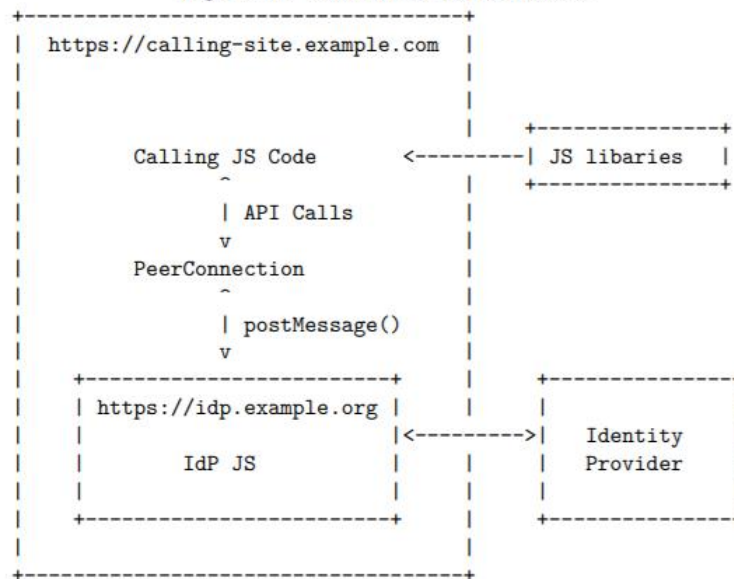 https://calling-site.example.com
Calling JS Code <---------| JS libaries |
^
| API Calls
v
PeerConnection
^
| postMessage()
v
https://idp.example.org
<--------->| Identity
IdP JS Provider